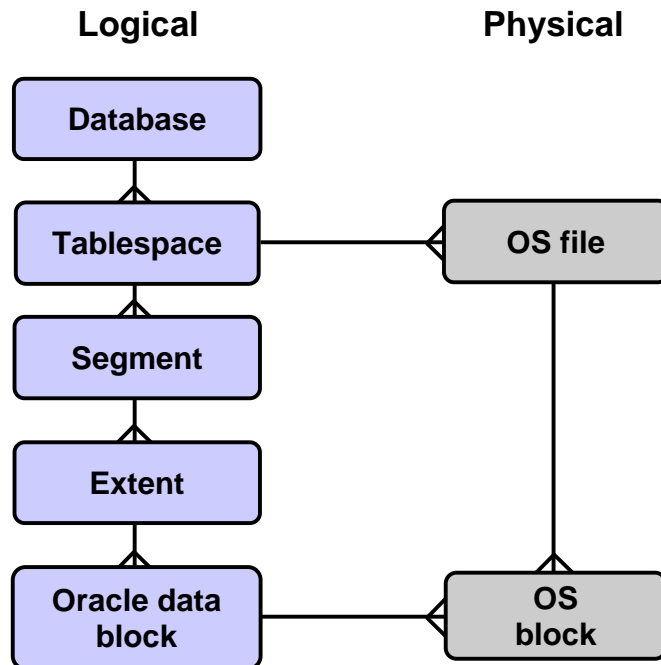 Logical
Physical
Database
Tablespace
OS file
Segment
Extent
Oracle data
block
OS
block